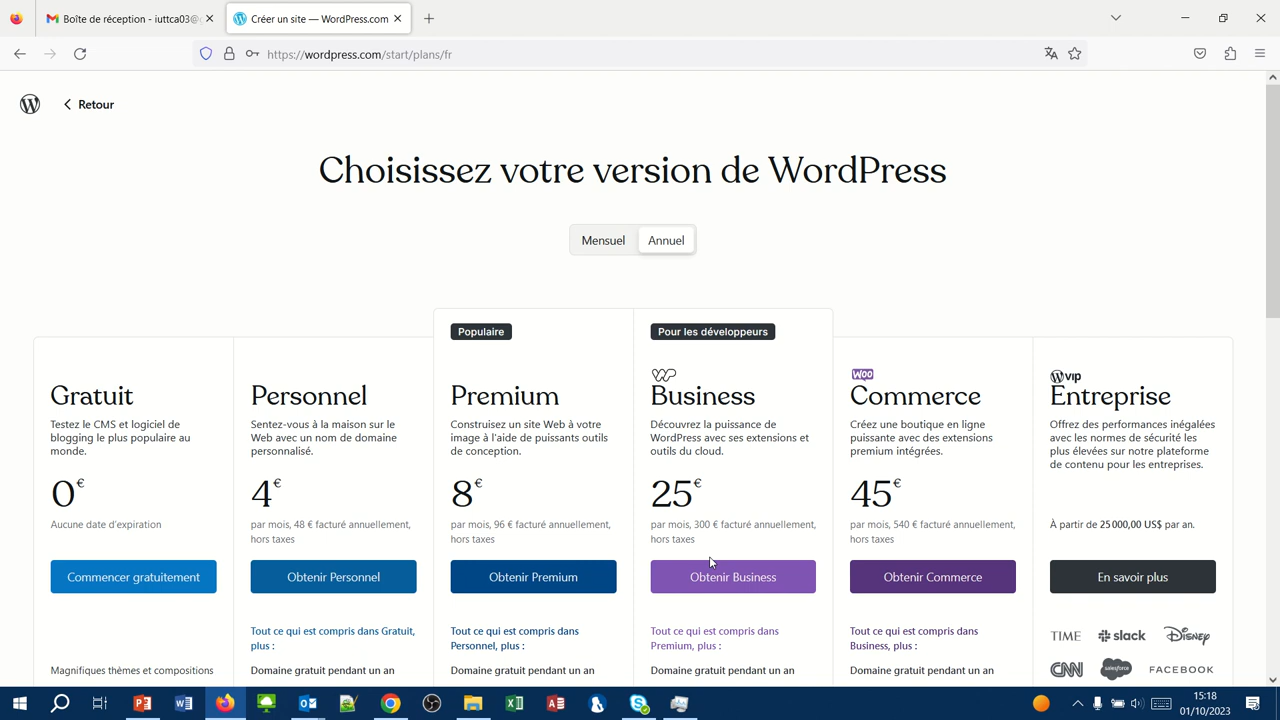 Boîte de réception - iuttca03@
Créer un site — WordPress.com
https://wordpress.com/start/plans/fr
Retour
Choisissez votre version de WordPress
Mensuel
Annuel
Populaire
Pour les développeurs
Gratuit
Testez le CMS et logiciel de
blogging le plus populaire au
monde.
0€
Aucune date d'expiration
Commencer gratuitement
Magnifiques thèmes et compositions
Personnel
Sentez-vous à la maison sur le
Web avec un nom de domaine
personnalisé.
4€
par mois, 48 € facturé annuellement,
hors taxes
Obtenir Personnel
Tout ce qui est compris dans Gratuit,
plus :
Domaine gratuit pendant un an
Premium
Construisez un site Web à votre
image à l'aide de puissants outils
de conception.
8€
par mois, 96 € facturé annuellement,
hors taxes
Obtenir Premium
Tout ce qui est compris dans
Personnel, plus :
Domaine gratuit pendant un an
Business
Découvrez la puissance de
WordPress avec ses extensions et
outils du cloud.
25€
par mois, 300 € facturé annuellement,
hors taxes
Obtenir Business
Tout ce qui est compris dans
Premium, plus :
Domaine gratuit pendant un an
WOO
Commerce
Créez une boutique en ligne
puissante avec des extensions
premium intégrées.
45€
par mois, 540 € facturé annuellement,
hors taxes
Obtenir Commerce
Tout ce qui est compris dans
Business, plus :
Domaine gratuit pendant un an
vip
Entreprise
Offrez des performances inégalées
avec les normes de sécurité les
plus élevées sur notre plateforme
de contenu pour les entreprises.
À partir de 25 000,00 US$ par an.
En savoir plus
TIME slack Disney
CNN salesforce FACEBOOK
15:18
01/10/2023